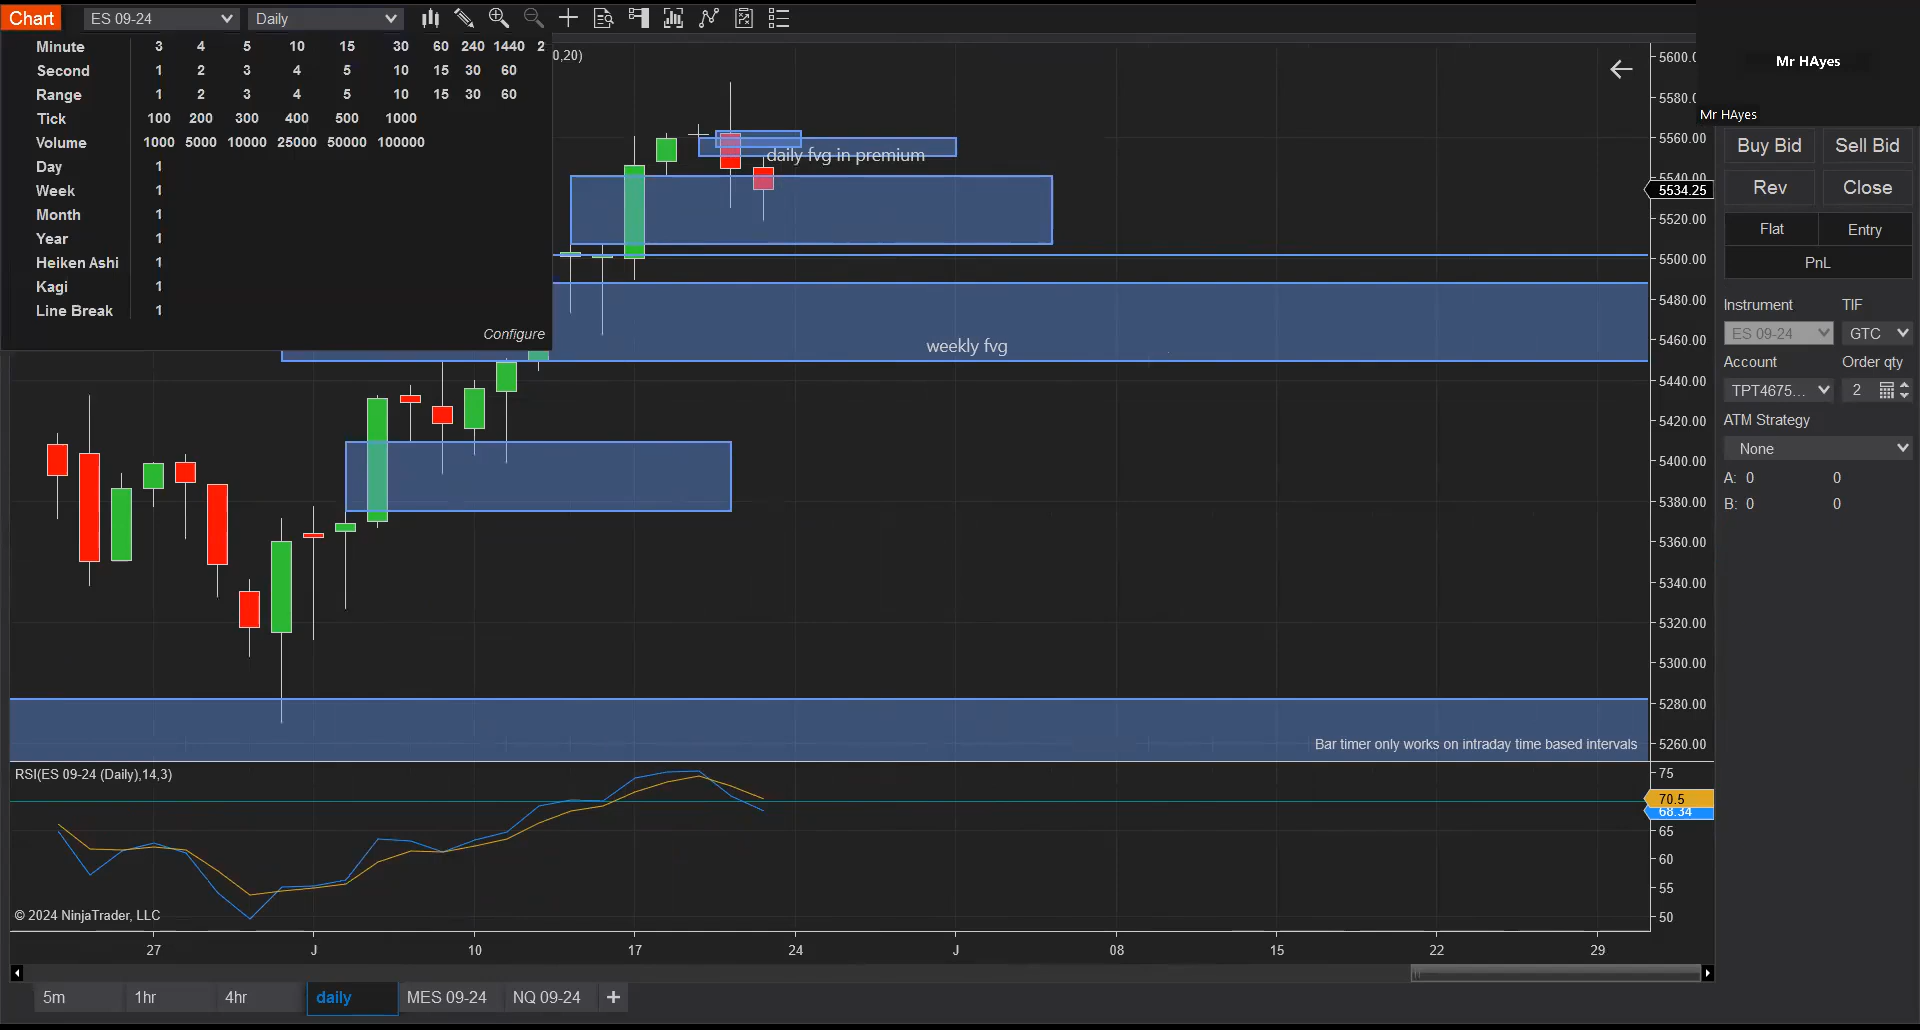 Chart ES 09-24 Daily
Minute 3 4 5 10 15 30 60 240 1440 2
Second 1 2 3 4 5 10 15 30 60
Range 1 2 3 4 5 10 15 30 60
Tick 100 200 300 400 500 1000
Volume 1000 5000 10000 25000 50000 100000
Day 1
Week 1
Month 1
Year 1
Heiken Ashi 1
Kagi 1
Line Break 1
Configure
0,20)
daily fvg in premium
weekly fvg
Bar timer only works on intraday time based intervals
5600.0
5580.0
5560.00
5540.00
5534.25
5520.00
5500.00
5480.00
5460.00
5440.00
5420.00
5400.00
5380.00
5360.00
5340.00
5320.00
5300.00
5280.00
5260.00
RSI(ES 09-24 (Daily),14,3)
75
70.5
68.34
65
60
55
50
© 2024 NinjaTrader, LLC
27 J 10 17 24 J 08 15 22 29
5m 1hr 4hr daily MES 09-24 NQ 09-24 +
Mr HAyes
Mr HAyes
Buy Bid Sell Bid
Rev Close
Flat Entry
PnL
Instrument TIF
ES 09-24 GTC
Account Order qty
TPT4675... 2
ATM Strategy
None
A: 0 0
B: 0 0